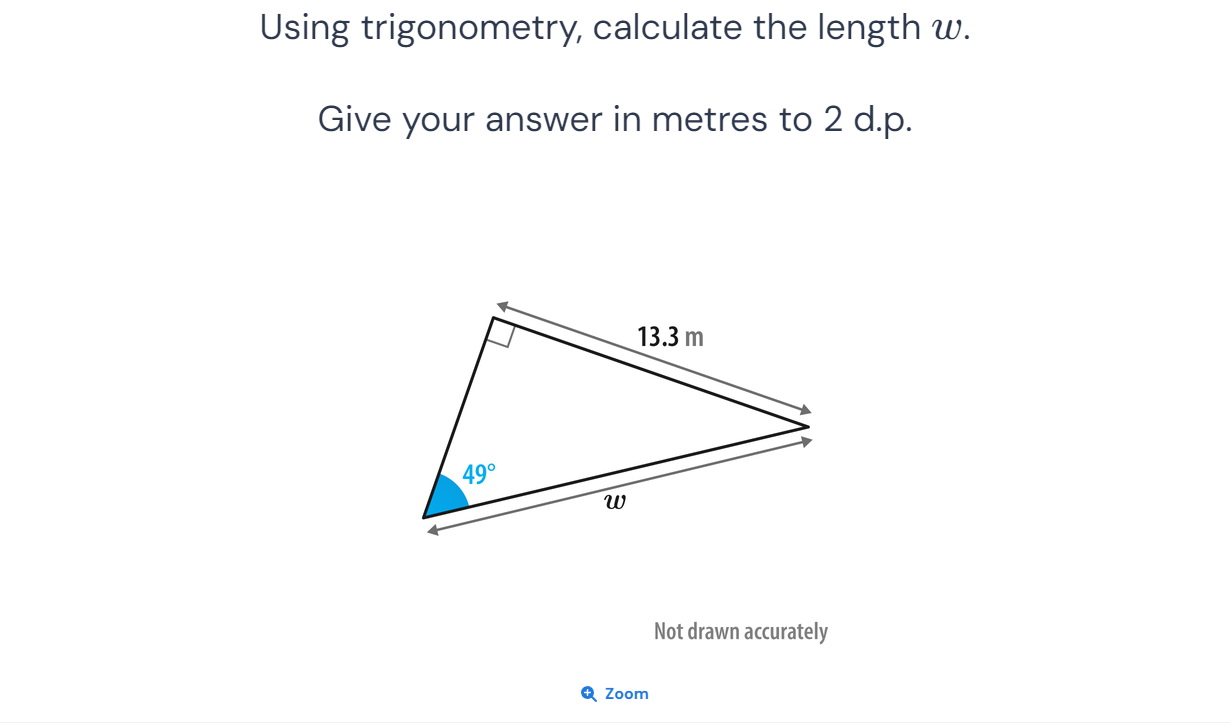 Using trigonometry, calculate the length w.
Give your answer in metres to 2 d.p.
13.3 m
49°
w
Not drawn accurately
Zoom